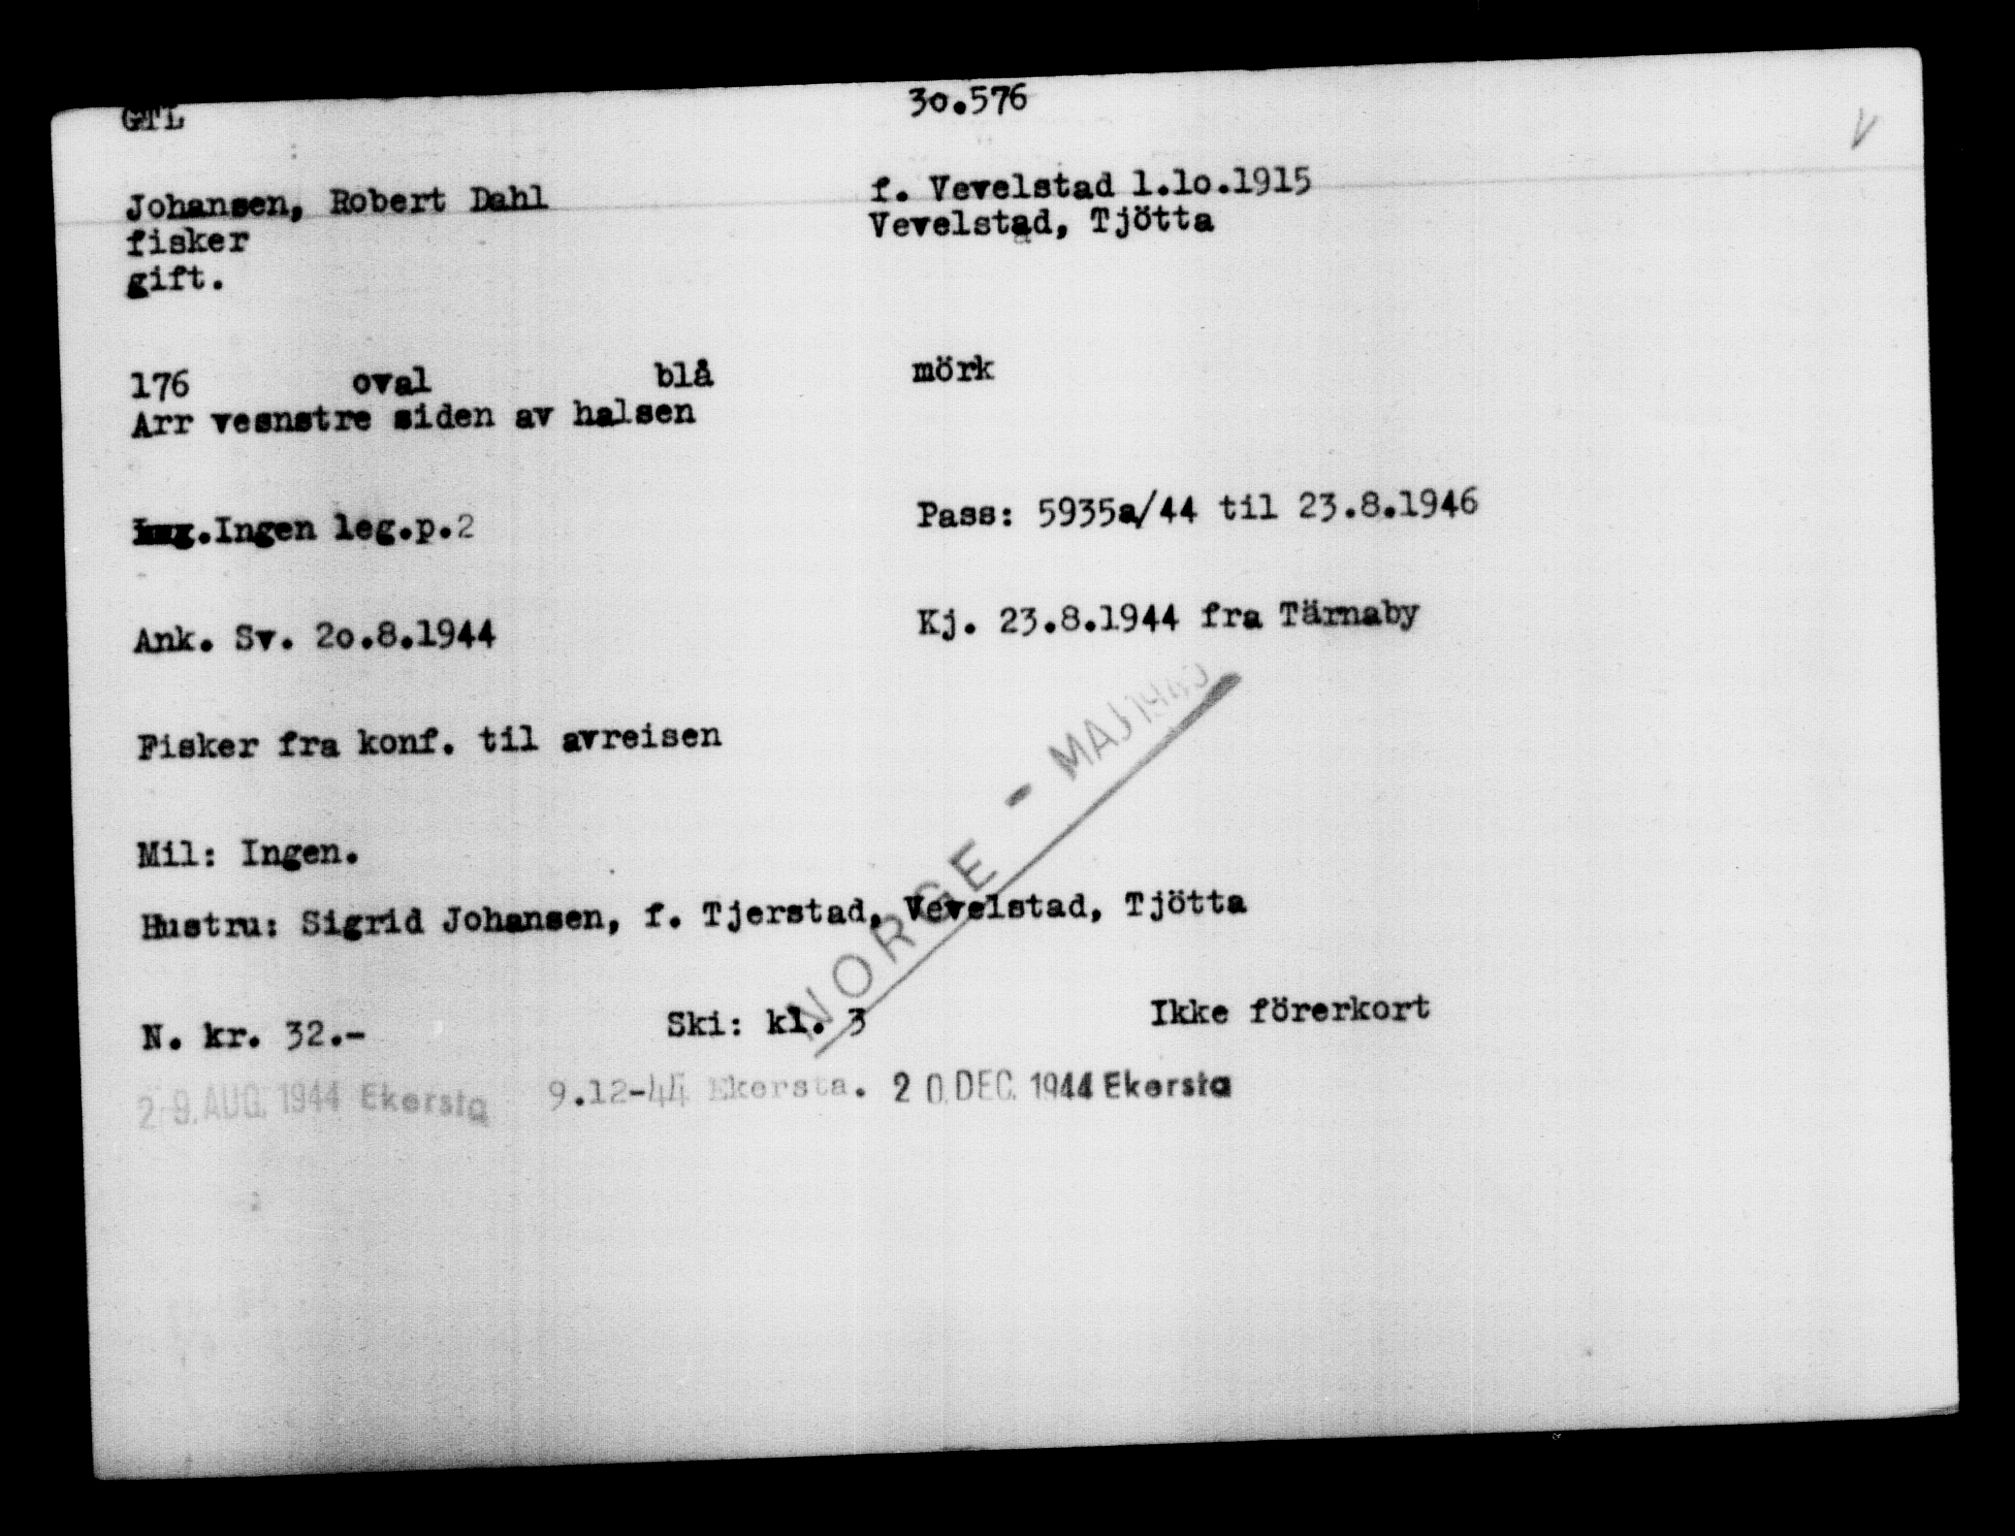 GTL 30.576
V
Johansen, Robert Dahl f. Vevelstad 1.10.1915
fisker Vevelstad, Tjötta
gift.
176 oval blå mörk
Arr vesnstre siden av halsen
.Ingen leg.p.2 Pass: 5935a/44 til 23.8.1946
Ank. Sv. 20.8.1944 Kj. 23.8.1944 fra Tärnaby
Fisker fra konf. til avreisen
NORGE - MAJ 1945
Mil: Ingen.
Hustru: Sigrid Johansen, f. Tjerstad, Vevelstad, Tjötta
N. kr. 32.- Ski: kl. 3 Ikke förerkort
29. AUG. 1944 Ekersta 9.12-44 Ekersta. 20 DEC. 1944 Ekersta